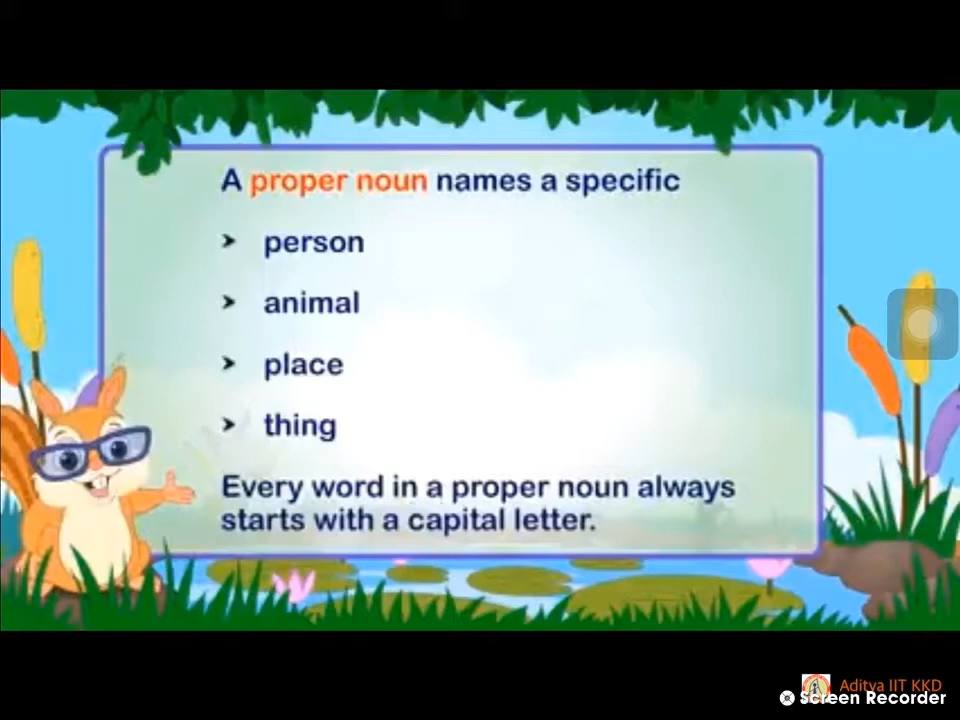 A proper noun names a specific
➤ person
➤ animal
➤ place
➤ thing
Every word in a proper noun always
starts with a capital letter.
Aditya IIT KKD
Screen Recorder